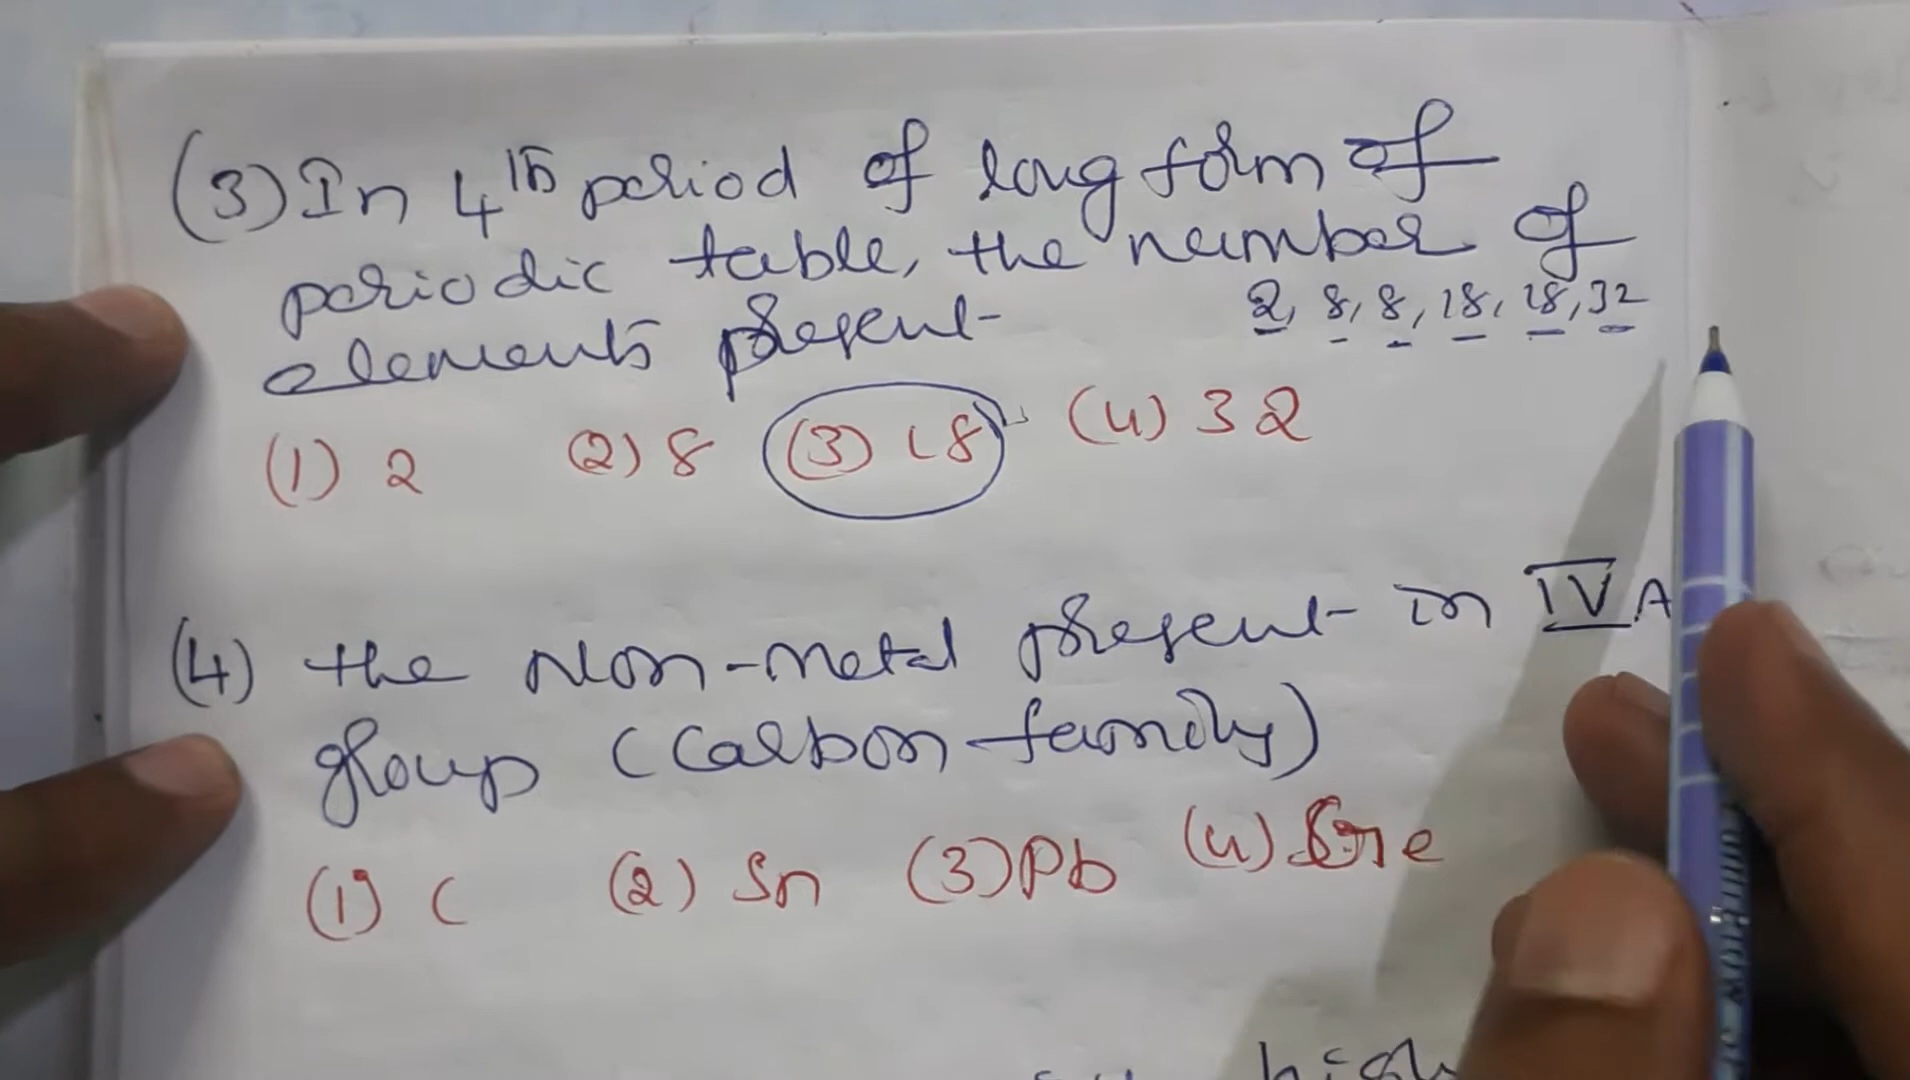 (3) In 4th period of long form of
periodic table, the number of
2, 8, 8, 18, 18, 32
elements present-
(1) 2 (2) 8 (3) 18 (4) 32
(4) the Non-metal present- in IV A
group (Carbon family)
(1) C (2) Sn (3) Pb (4) Ge